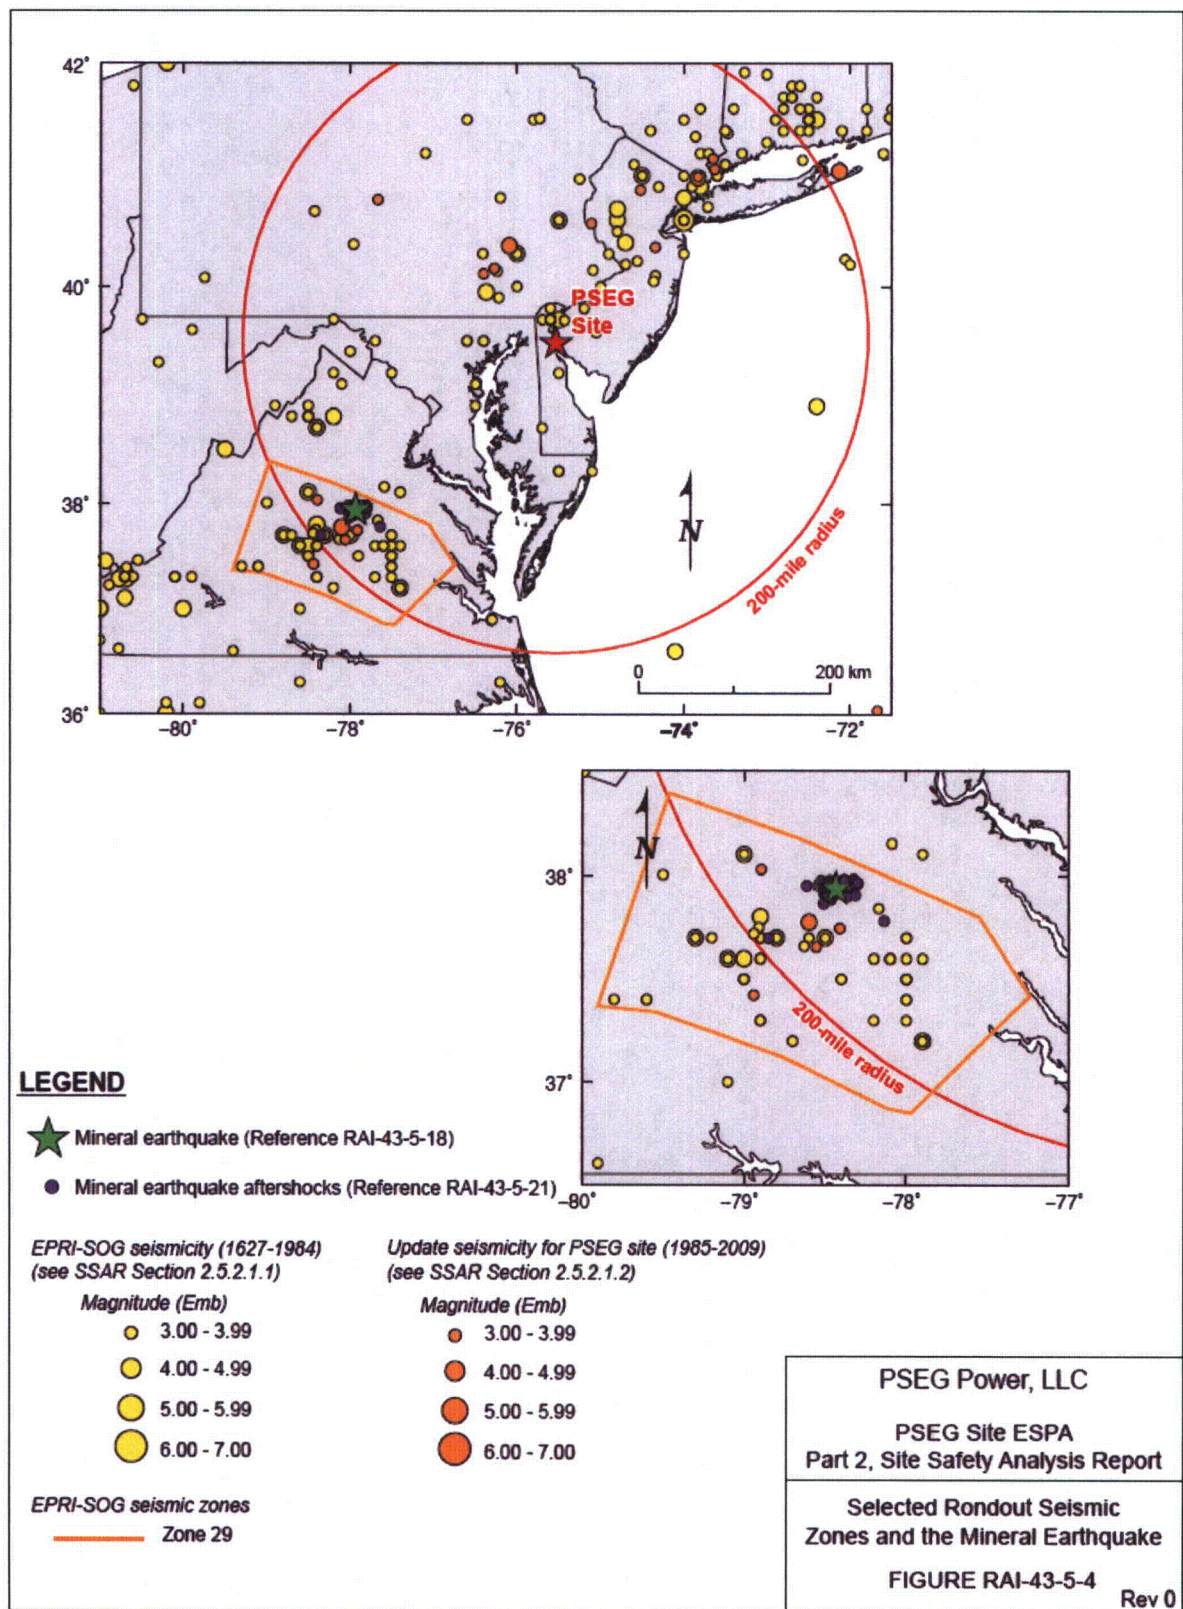 42°
40°
38°
36°
−80°
−78°
−76°
−74°
−72°
PSEG
Site
N
200-mile radius
0 200 km
N
38°
37°
200-mile radius
−80
−79°
−78°
−77°
LEGEND
Mineral earthquake (Reference RAI-43-5-18)
Mineral earthquake aftershocks (Reference RAI-43-5-21)
EPRI-SOG seismicity (1627-1984)
(see SSAR Section 2.5.2.1.1)
Magnitude (Emb)
3.00 - 3.99
4.00 - 4.99
5.00 - 5.99
6.00 - 7.00
Update seismicity for PSEG site (1985-2009)
(see SSAR Section 2.5.2.1.2)
Magnitude (Emb)
3.00 - 3.99
4.00 - 4.99
5.00 - 5.99
6.00 - 7.00
EPRI-SOG seismic zones
Zone 29
PSEG Power, LLC
PSEG Site ESPA
Part 2, Site Safety Analysis Report
Selected Rondout Seismic
Zones and the Mineral Earthquake
FIGURE RAI-43-5-4
Rev 0